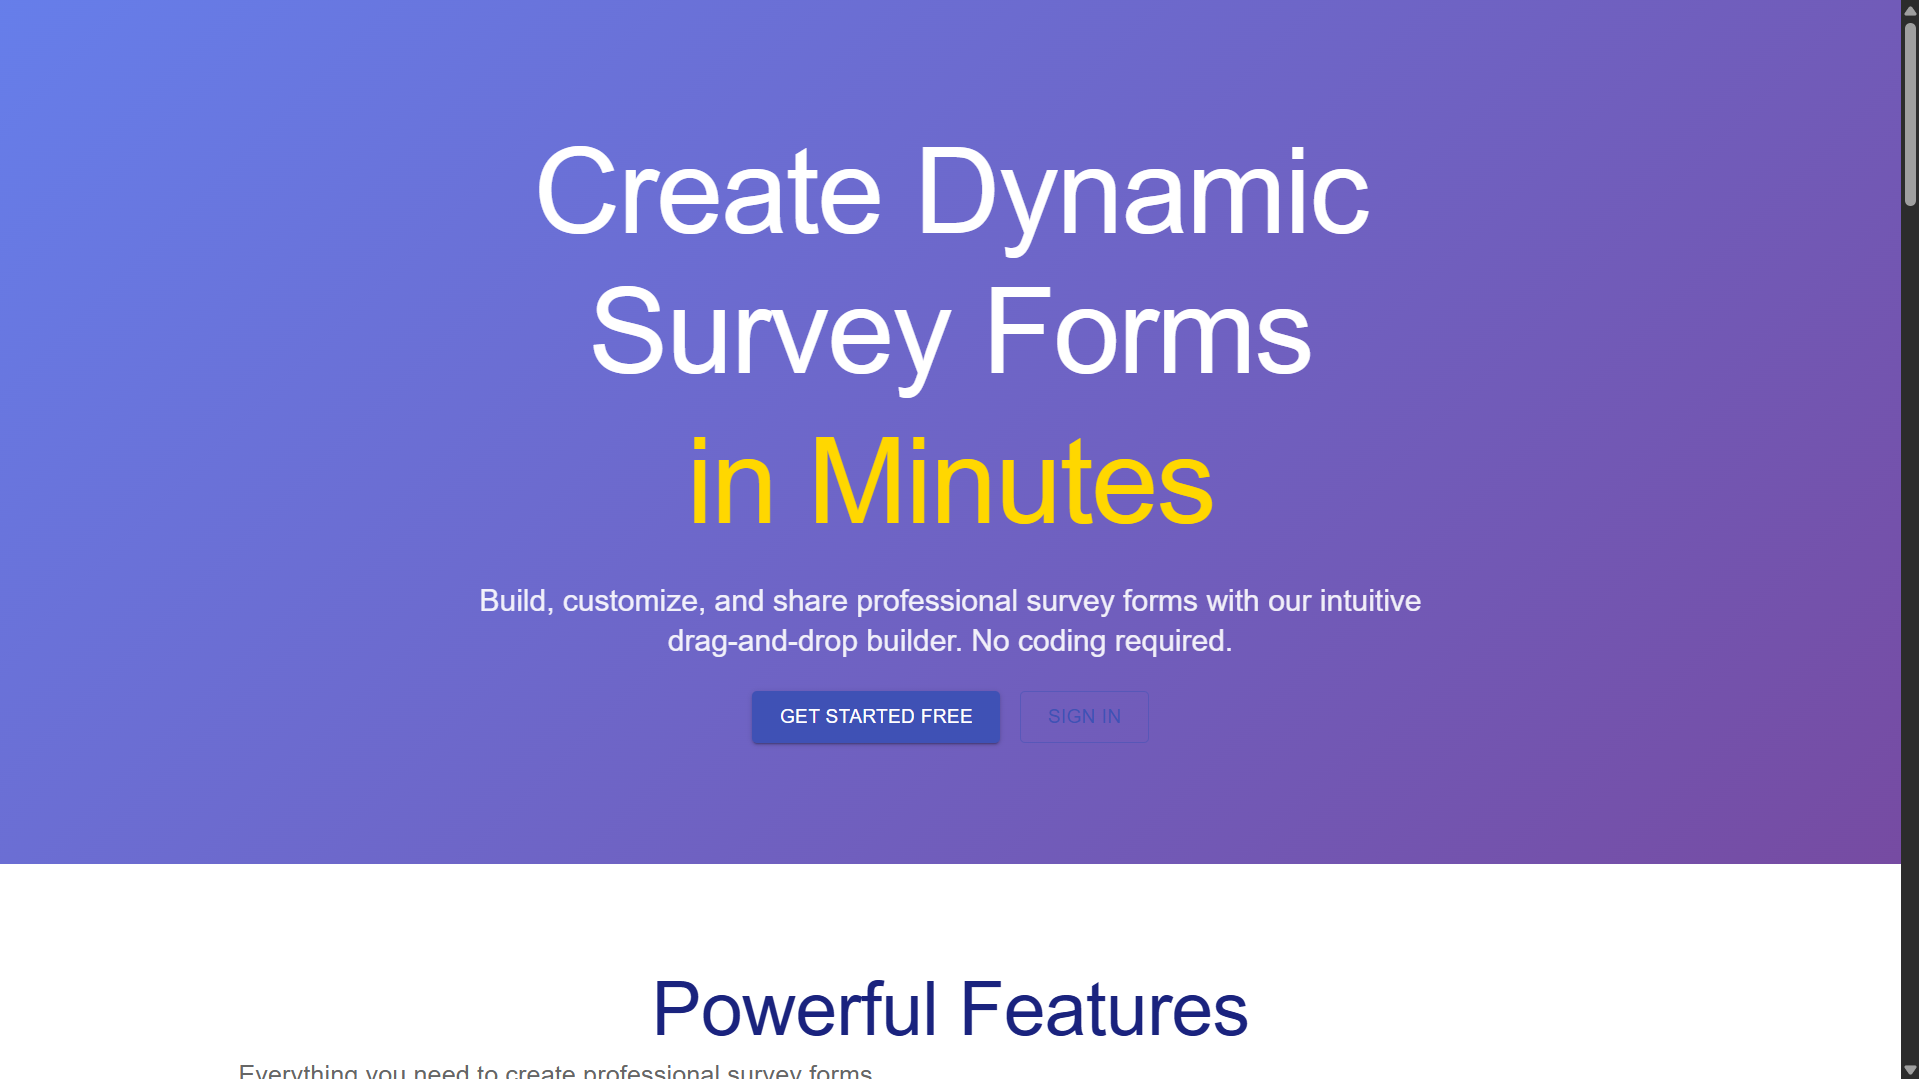 Create Dynamic
Survey Forms
in Minutes
Build, customize, and share professional survey forms with our intuitive
drag-and-drop builder. No coding required.
GET STARTED FREE
SIGN IN
Powerful Features
Everything you need to create professional survey forms